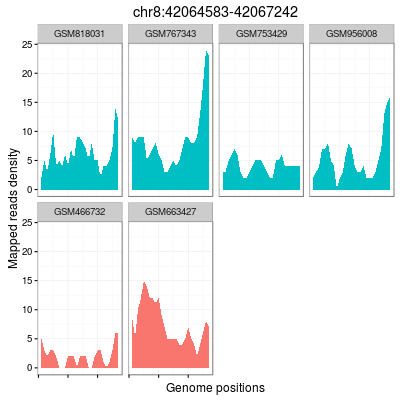 chr8:42064583-42067242
GSM818031 GSM767343 GSM753429 GSM956008
25
20
15
10
5
0
Mapped reads density
GSM466732 GSM663427
25
20
15
10
5
0
Genome positions